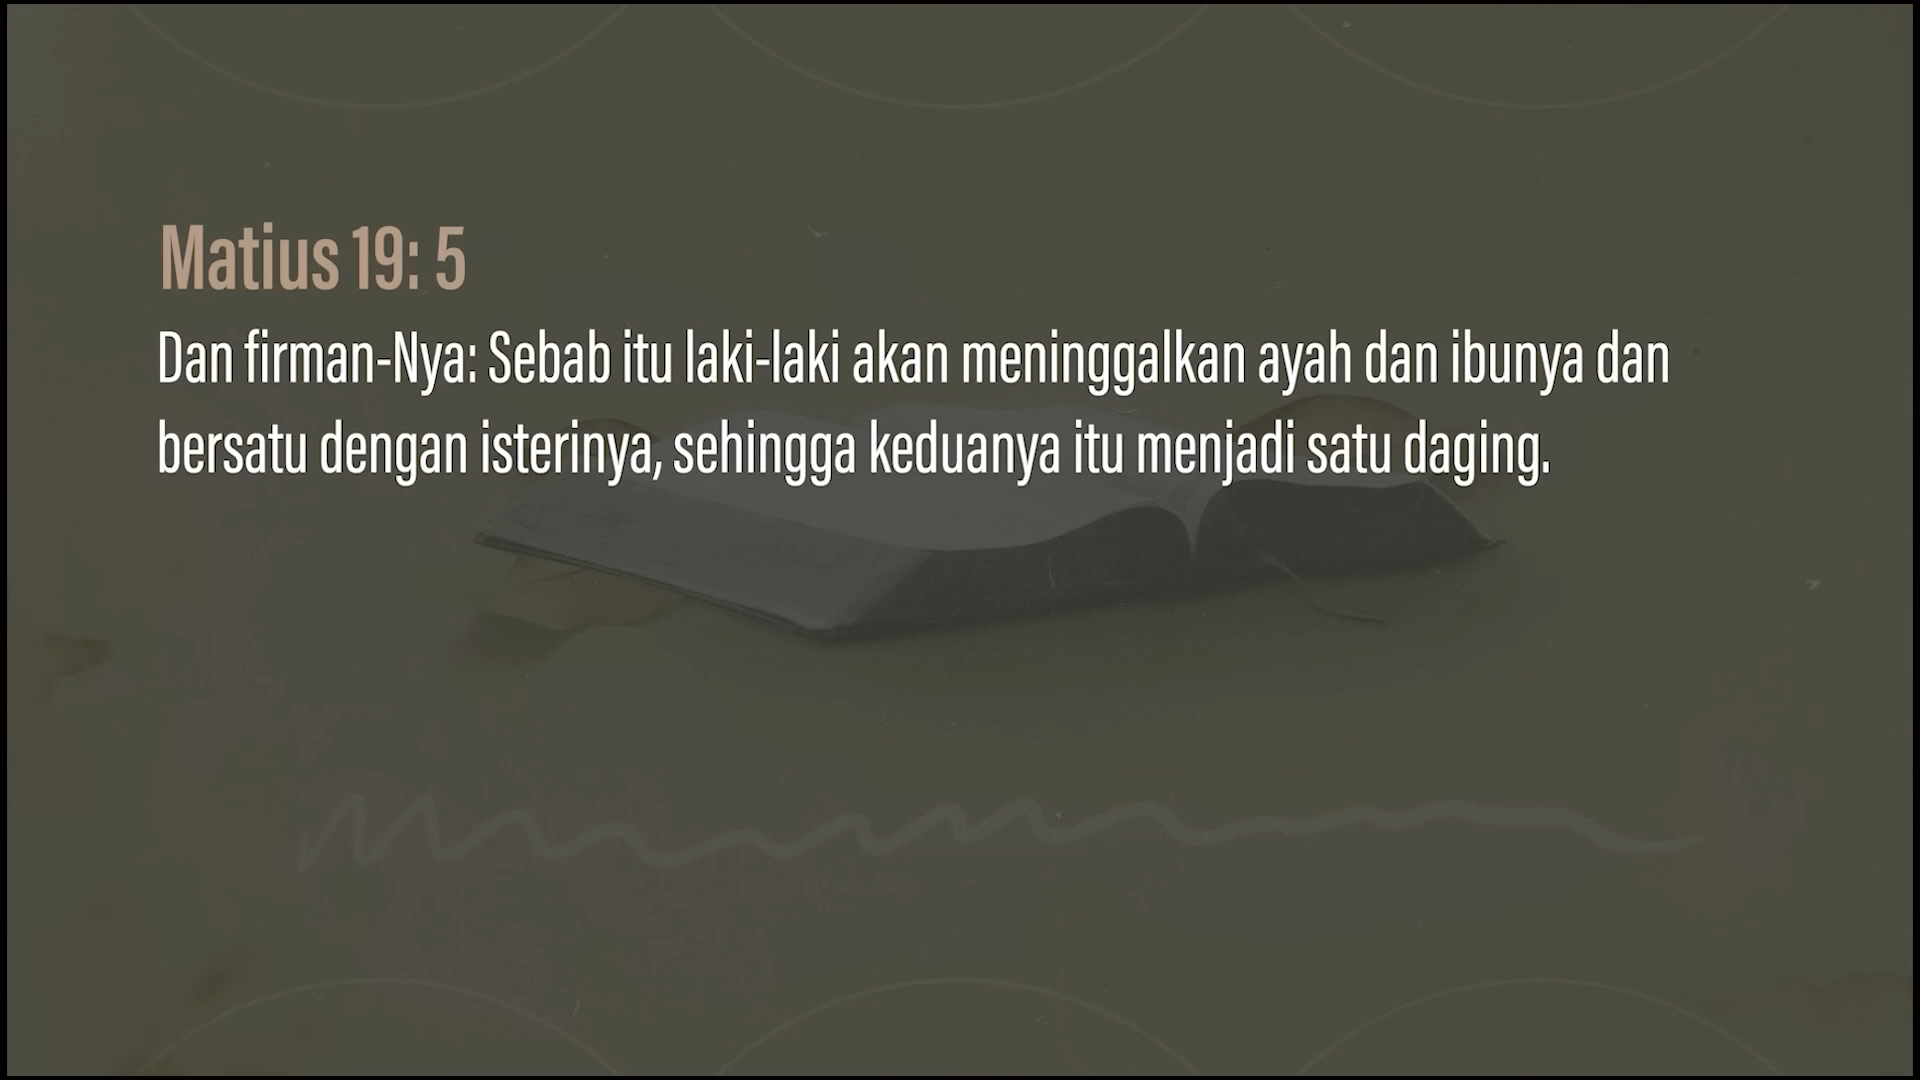 Matius 19: 5
Dan firman-Nya: Sebab itu laki-laki akan meninggalkan ayah dan ibunya dan
bersatu dengan isterinya, sehingga keduanya itu menjadi satu daging.